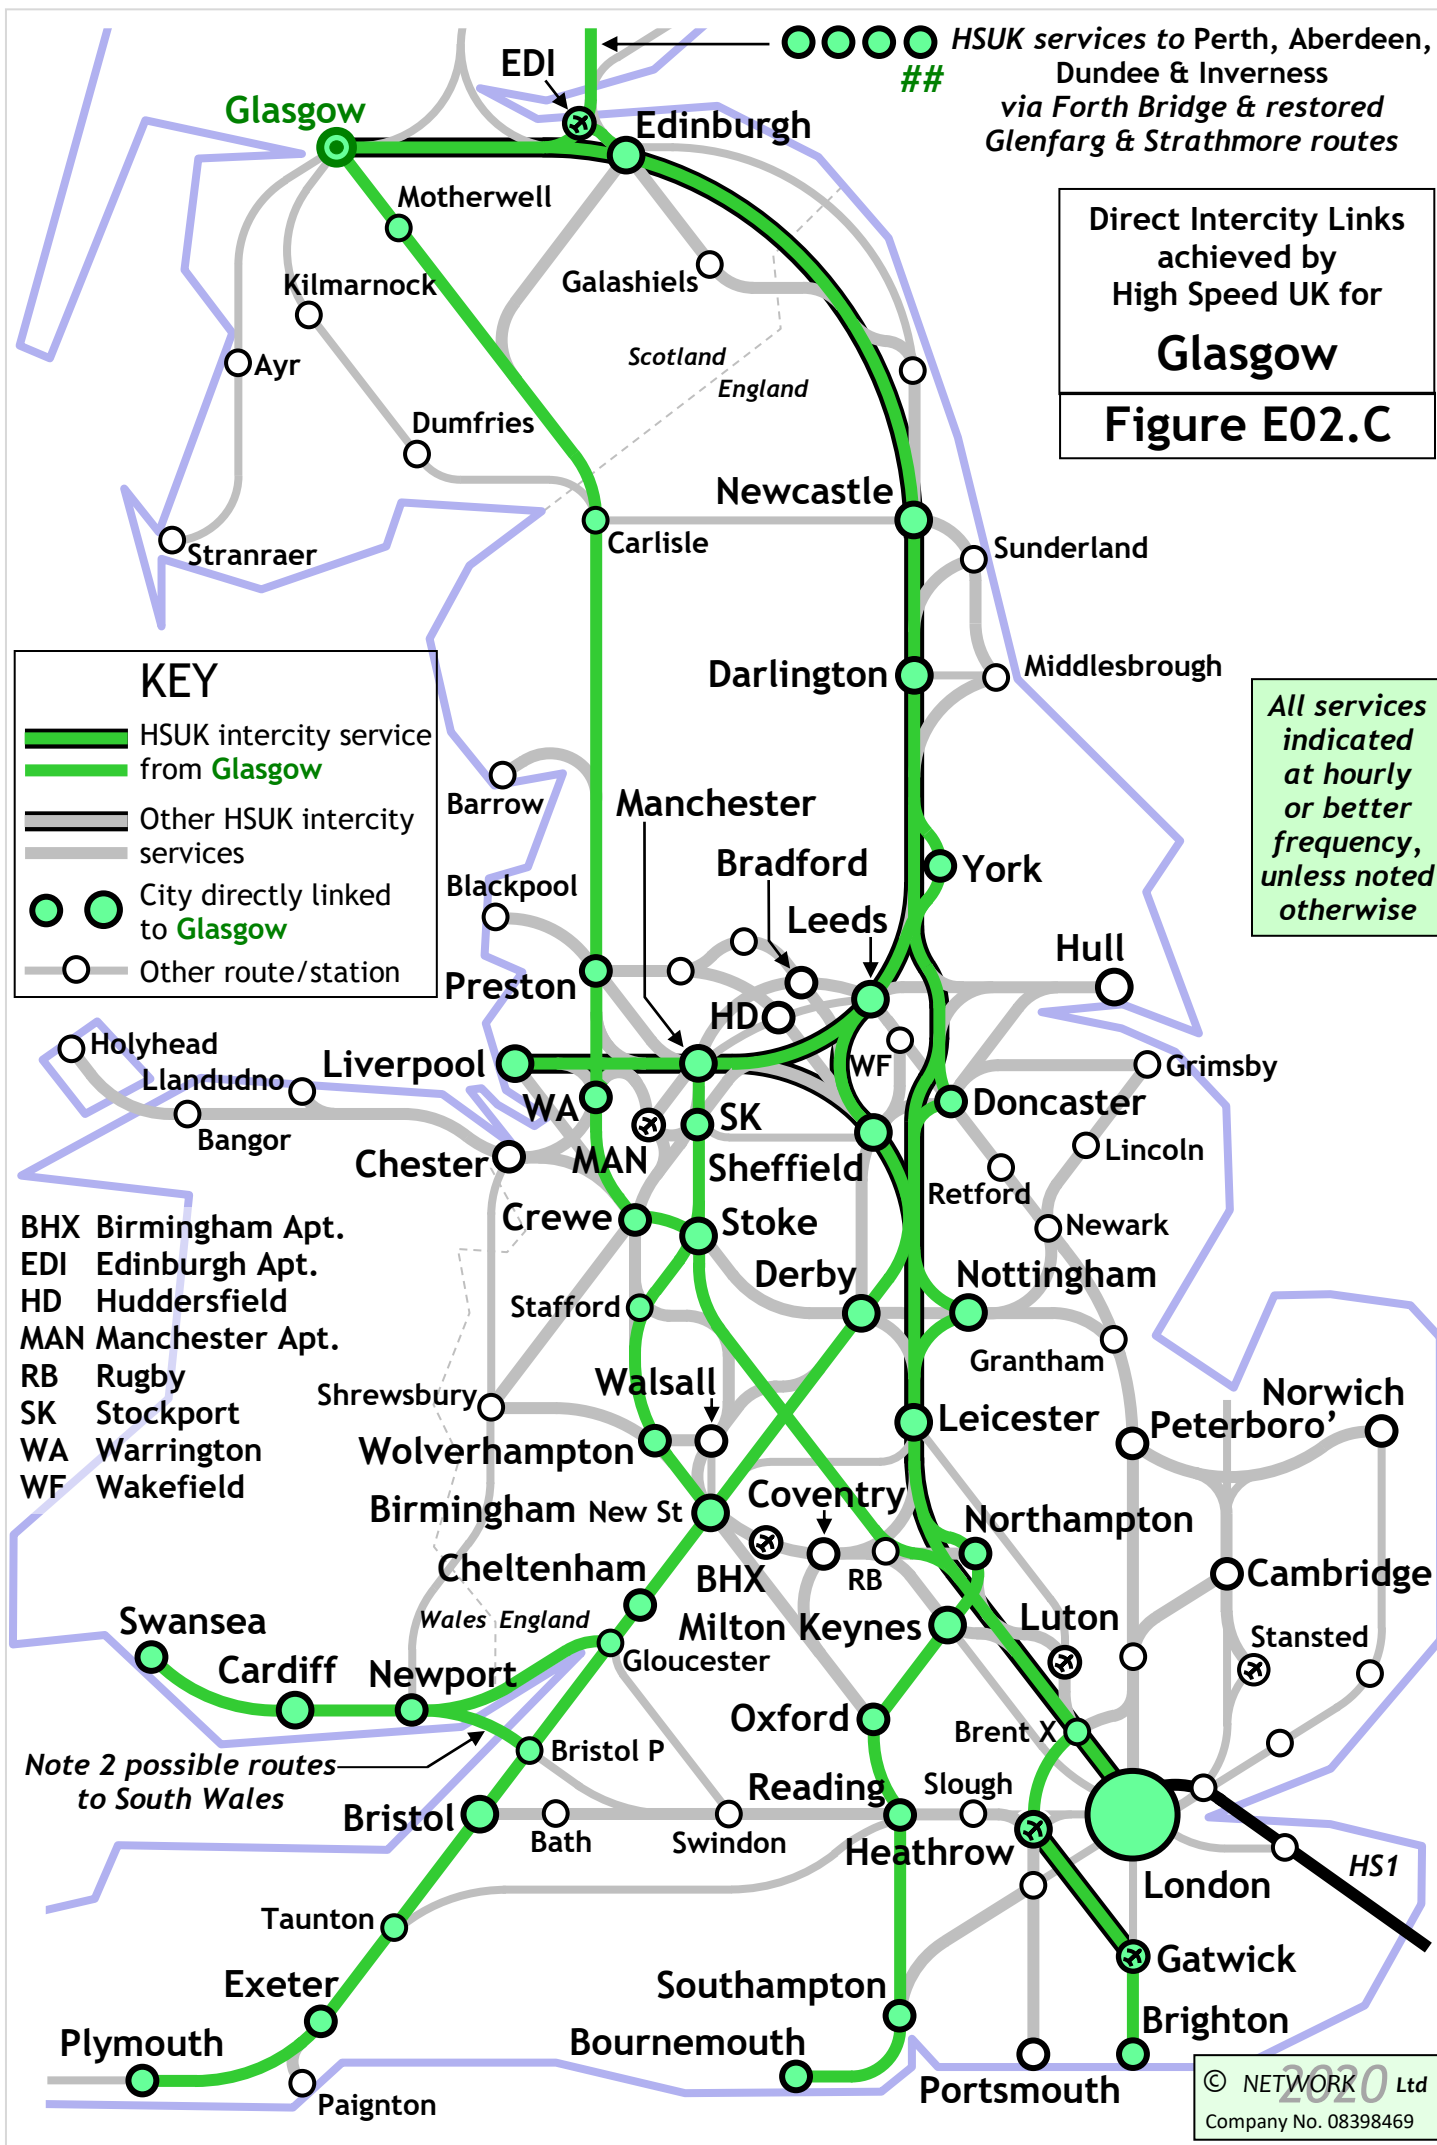 EDI
HSUK services to Perth, Aberdeen,
##
Dundee & Inverness
via Forth Bridge & restored
Glenfarg & Strathmore routes
Glasgow
Edinburgh
Motherwell
Direct Intercity Links
achieved by
High Speed UK for
Glasgow
Figure E02.C
Galashiels
Kilmarnock
Ayr
Scotland
England
Dumfries
Newcastle
Carlisle
Stranraer
Sunderland
Darlington
Middlesbrough
KEY
HSUK intercity service
from Glasgow
Other HSUK intercity
services
City directly linked
to Glasgow
Other route/station
All services
indicated
at hourly
or better
frequency,
unless noted
otherwise
Barrow
Manchester
Bradford
York
Blackpool
Leeds
Hull
Preston
HD
Holyhead
Liverpool
WF
Grimsby
Llandudno
WA
SK
Doncaster
Bangor
Chester
MAN
Sheffield
Lincoln
Retford
Crewe
Stoke
Newark
BHX Birmingham Apt.
EDI Edinburgh Apt.
HD Huddersfield
MAN Manchester Apt.
RB Rugby
SK Stockport
WA Warrington
WF Wakefield
Derby
Nottingham
Stafford
Grantham
Shrewsbury
Walsall
Norwich
Leicester
Peterboro'
Wolverhampton
Birmingham New St
Coventry
Northampton
Cheltenham
BHX
RB
Cambridge
Swansea
Wales England
Milton Keynes
Luton
Stansted
Cardiff
Newport
Gloucester
Oxford
Brent X
Note 2 possible routes
to South Wales
Bristol P
Reading
Slough
Bristol
Bath
Swindon
Heathrow
HS1
London
Taunton
Exeter
Southampton
Gatwick
Plymouth
Bournemouth
Brighton
Paignton
Portsmouth
© NETWORK 2020 Ltd
Company No. 08398469